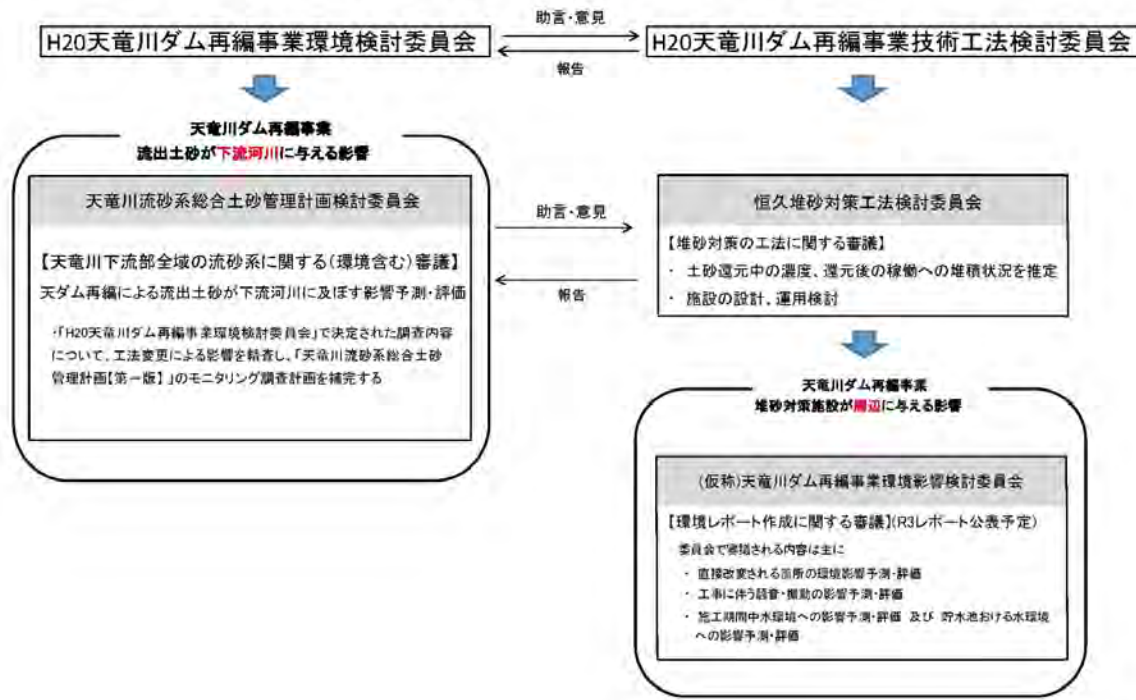 H20天竜川ダム再編事業環境検討委員会
助言・意見
報告
H20天竜川ダム再編事業技術工法検討委員会
天竜川ダム再編事業
流出土砂が下流河川に与える影響
天竜川流砂系総合土砂管理計画検討委員会
【天竜川下流部全域の流砂系に関する(環境含む)審議】
天ダム再編による流出土砂が下流河川に及ぼす影響予測・評価
・「H20天竜川ダム再編事業環境検討委員会」で決定された調査内容
について、工法変更による影響を精査し、「天竜川流砂系総合土砂
管理計画【第一版】」のモニタリング調査計画を補完する
助言・意見
報告
恒久堆砂対策工法検討委員会
【堆砂対策の工法に関する審議】
・ 土砂還元中の濃度、還元後の稼働への堆積状況を推定
・ 施設の設計、運用検討
天竜川ダム再編事業
堆砂対策施設が周辺に与える影響
(仮称)天竜川ダム再編事業環境影響検討委員会
【環境レポート作成に関する審議】(R3レポート公表予定)
委員会で審議される内容は主に
・ 直接改変される箇所の環境影響予測・評価
・ 工事に伴う騒音・振動の影響予測・評価
・ 施工期間中水環境への影響予測・評価 及び 貯水池おける水環境
への影響予測・評価